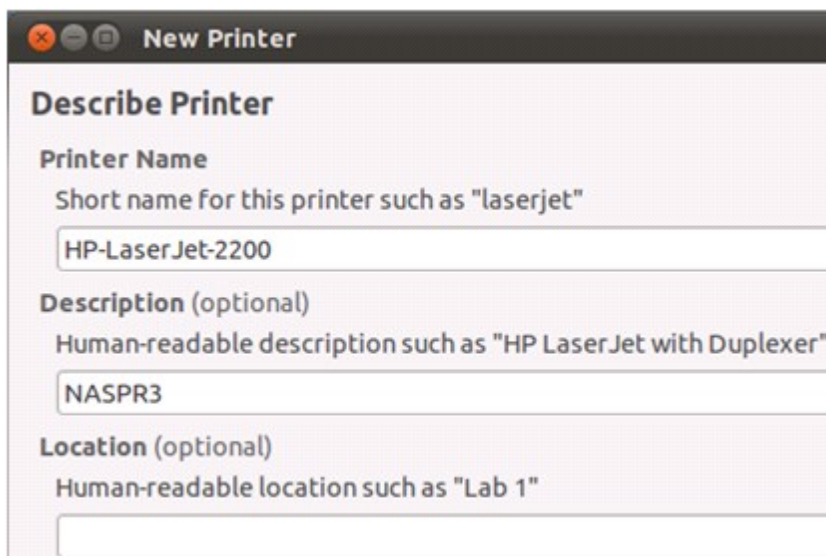 New Printer
Describe Printer
Printer Name
Short name for this printer such as "laserjet"
HP-LaserJet-2200
Description (optional)
Human-readable description such as "HP LaserJet with Duplexer"
NASPR3
Location (optional)
Human-readable location such as "Lab 1"